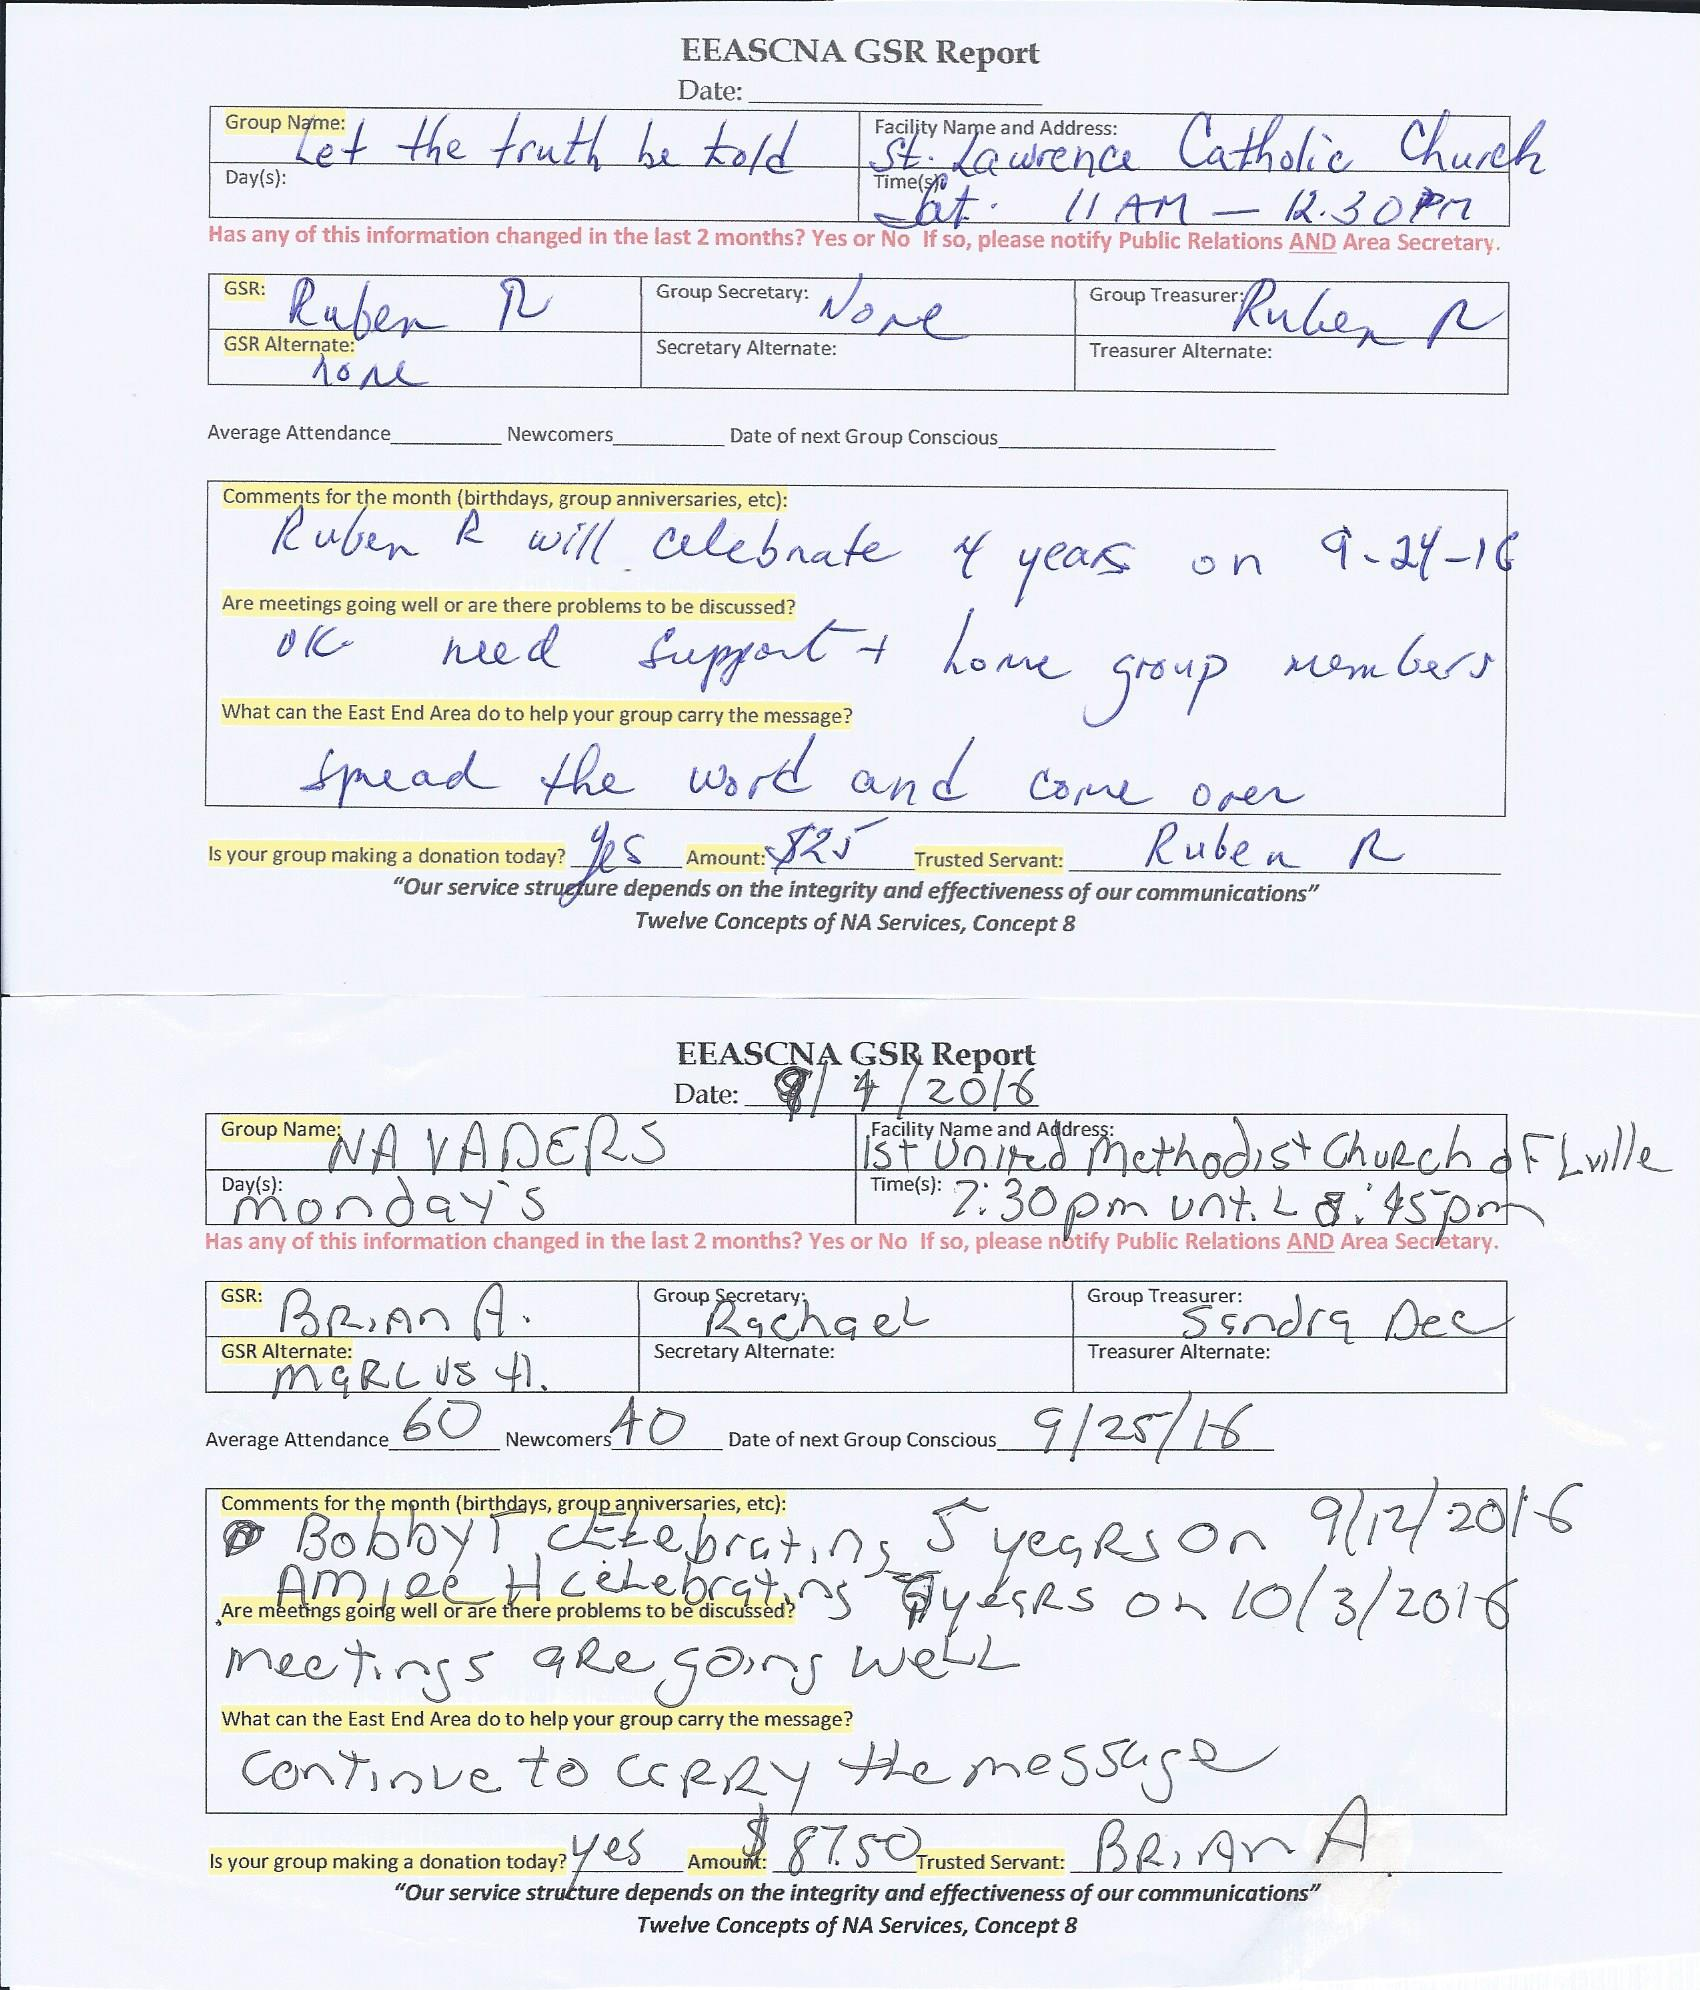 EEASCNA GSR Report
Date:
Group Name: Let the truth be told
Facility Name and Address: St. Lawrence Catholic Church
Day(s):
Time(s): Sat. 11 AM — 12.30 PM
Has any of this information changed in the last 2 months? Yes or No If so, please notify Public Relations AND Area Secretary.
GSR: Ruben R
Group Secretary: None
Group Treasurer: Ruben R
GSR Alternate: none
Secretary Alternate:
Treasurer Alternate:
Average Attendance Newcomers Date of next Group Conscious
Comments for the month (birthdays, group anniversaries, etc):
Ruben R will celebrate 4 years on 9-24-16
Are meetings going well or are there problems to be discussed?
OK need support + home group members
What can the East End Area do to help your group carry the message?
Spread the word and come over
Is your group making a donation today? yes Amount: $25 Trusted Servant: Ruben R
“Our service structure depends on the integrity and effectiveness of our communications”
Twelve Concepts of NA Services, Concept 8
EEASCNA GSR Report
Date: 9/4/2016
Group Name: NA VADERS
Facility Name and Address: 1st United Methodist Church of Lville
Day(s): monday's
Time(s): 7:30pm until 8:45pm
Has any of this information changed in the last 2 months? Yes or No If so, please notify Public Relations AND Area Secretary.
GSR: BRiAn A.
Group Secretary: Rachael
Group Treasurer: Sandra Dee
GSR Alternate: MaRcus H.
Secretary Alternate:
Treasurer Alternate:
Average Attendance 60 Newcomers 40 Date of next Group Conscious 9/25/16
Comments for the month (birthdays, group anniversaries, etc):
Bobby T celebrating 5 yeaRs on 9/12/2016
Amiee H celebrating yeaRs on 10/3/2016
Are meetings going well or are there problems to be discussed?
meetings aRe going well
What can the East End Area do to help your group carry the message?
continue to caRRy the message
Is your group making a donation today? yes Amount: $87.50 Trusted Servant: BRiAn A.
“Our service structure depends on the integrity and effectiveness of our communications”
Twelve Concepts of NA Services, Concept 8